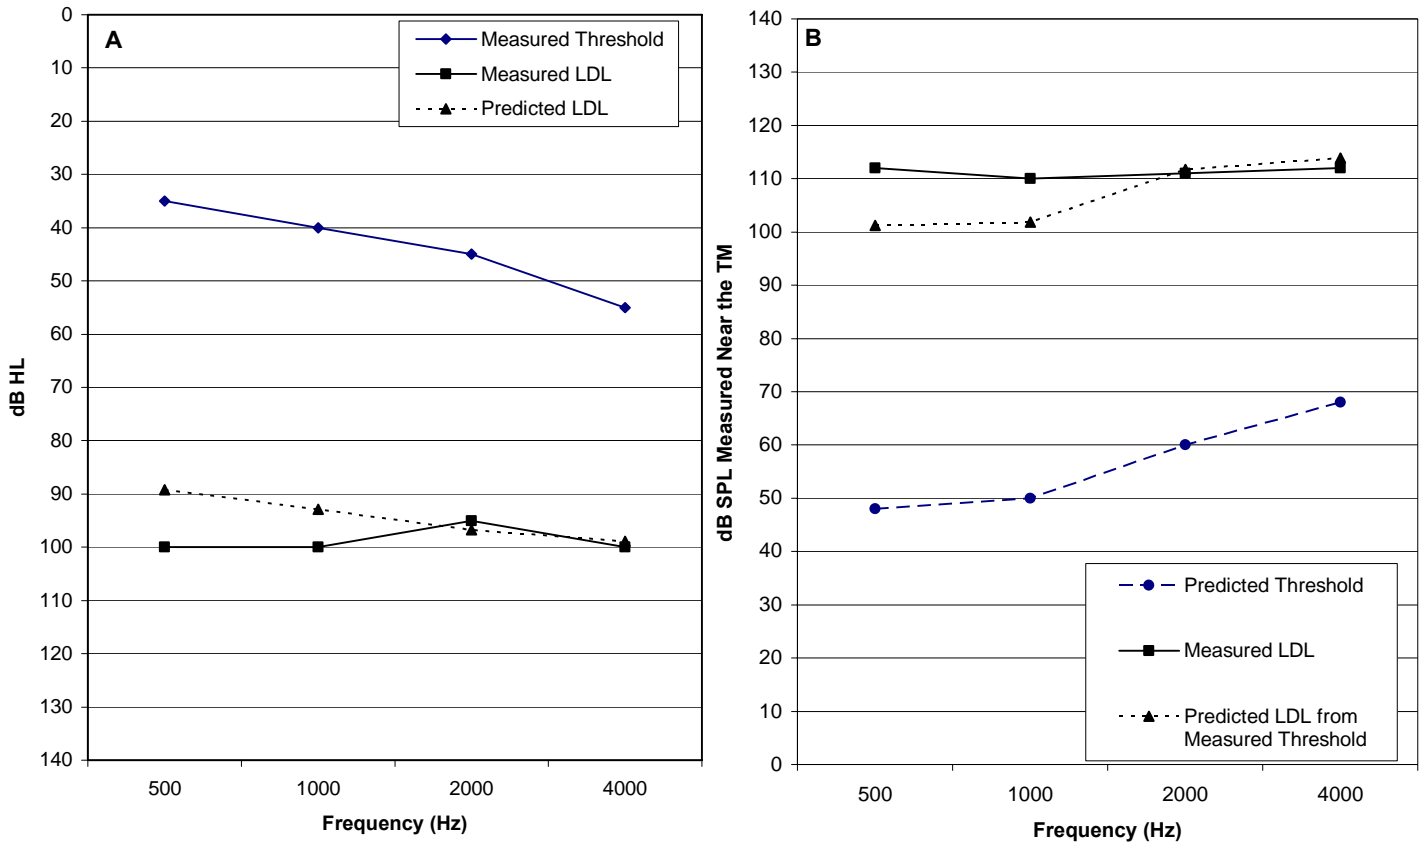 A
Measured Threshold
Measured LDL
Predicted LDL
0
10
20
30
40
50
60
70
80
90
100
110
120
130
140
dB HL
500 1000 2000 4000
Frequency (Hz)
B
140
130
120
110
100
90
80
70
60
50
40
30
20
10
0
dB SPL Measured Near the TM
Predicted Threshold
Measured LDL
Predicted LDL from
Measured Threshold
500 1000 2000 4000
Frequency (Hz)